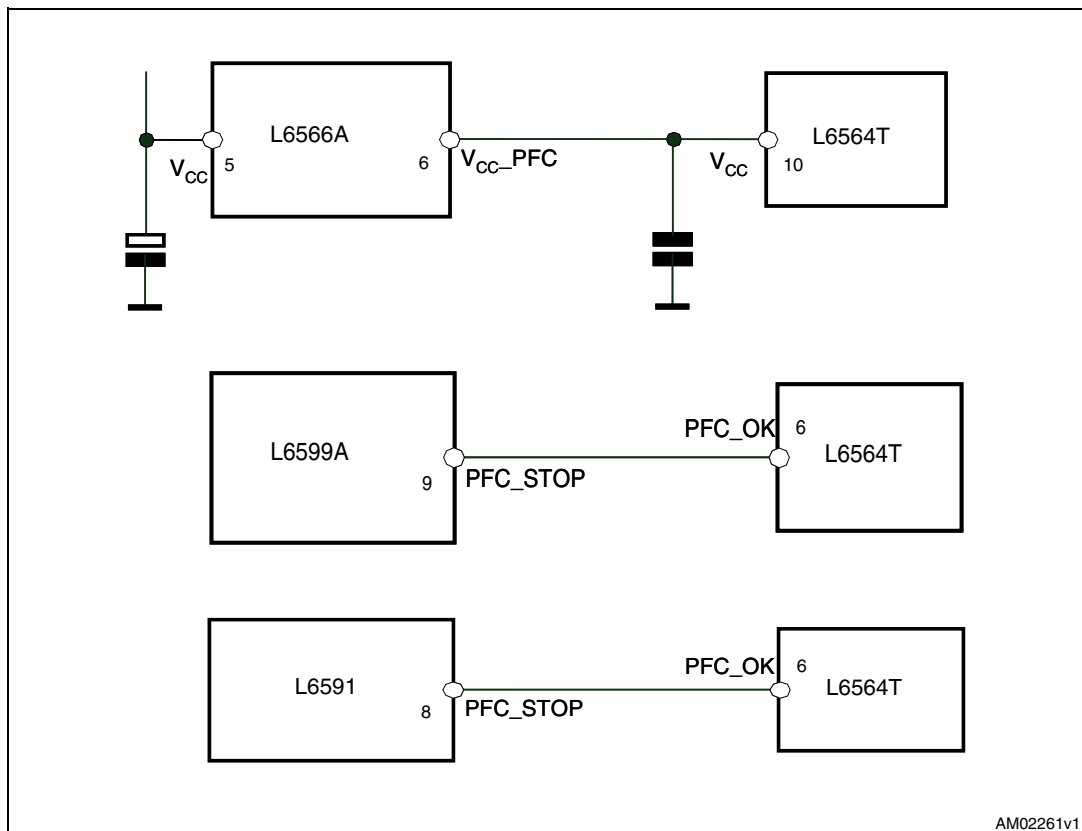 L6566A
L6564T
V_CC 5
6 V_CC_PFC
V_CC 10
L6599A
PFC_OK 6
L6564T
9 PFC_STOP
L6591
PFC_OK 6
L6564T
8 PFC_STOP
AM02261v1